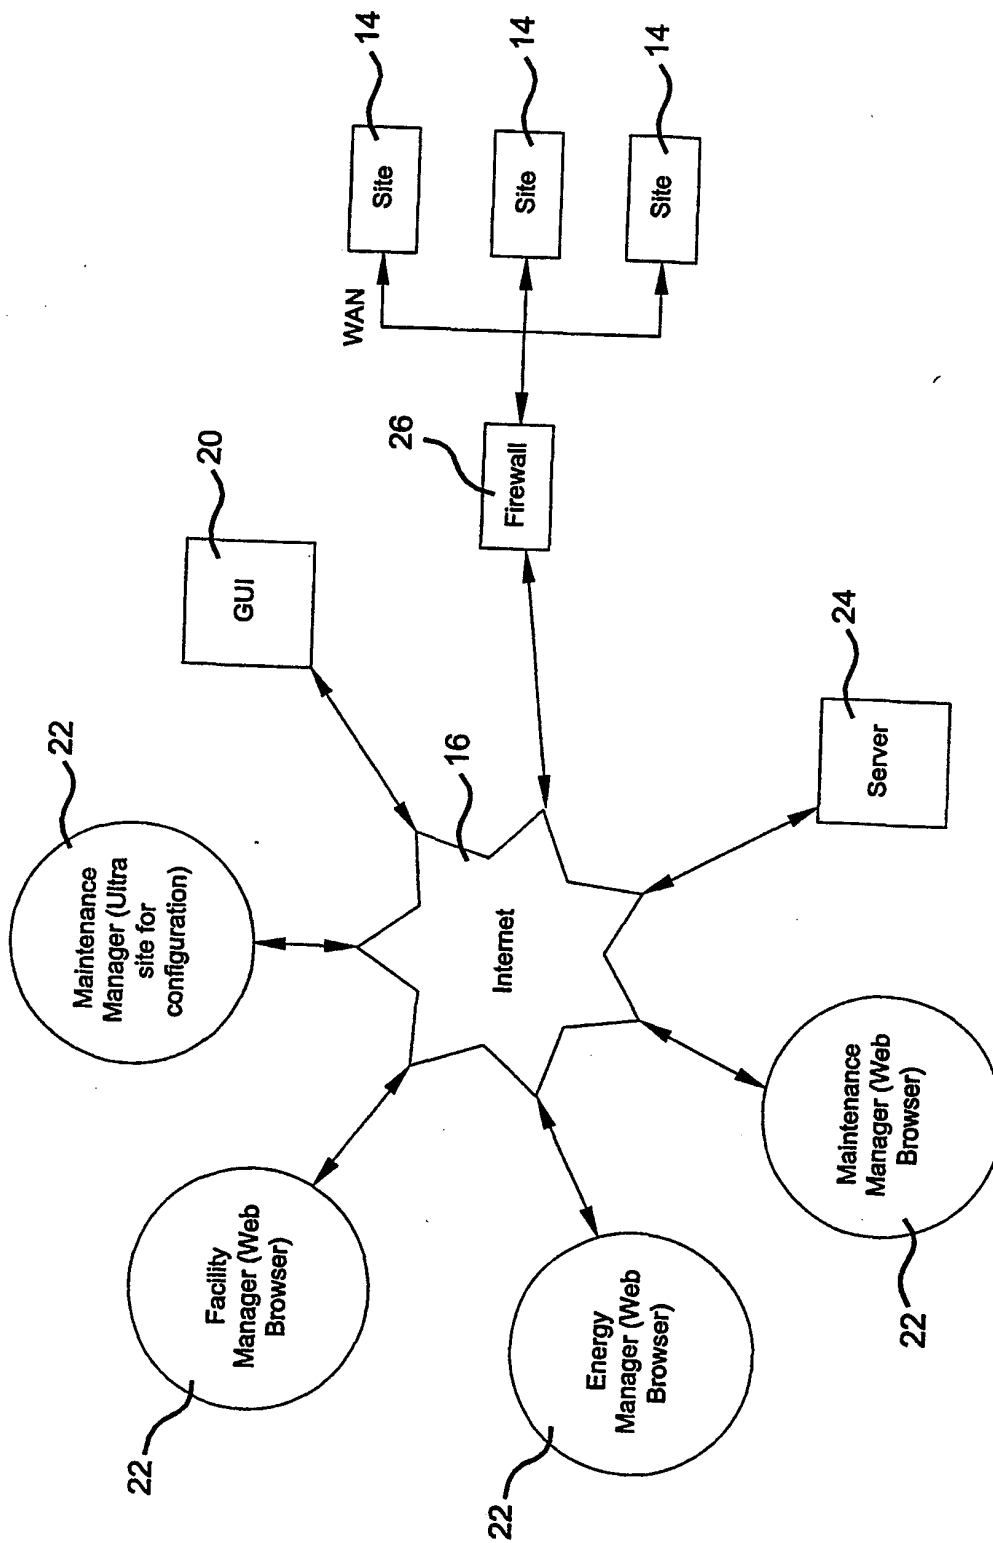 22
Maintenance
Manager (Ultra
site for
configuration)
20
GUI
WAN
Site
14
Site
14
Site
14
26
Firewall
16
Internet
24
Server
22
Facility
Manager (Web
Browser)
22
Energy
Manager (Web
Browser)
22
Maintenance
Manager (Web
Browser)